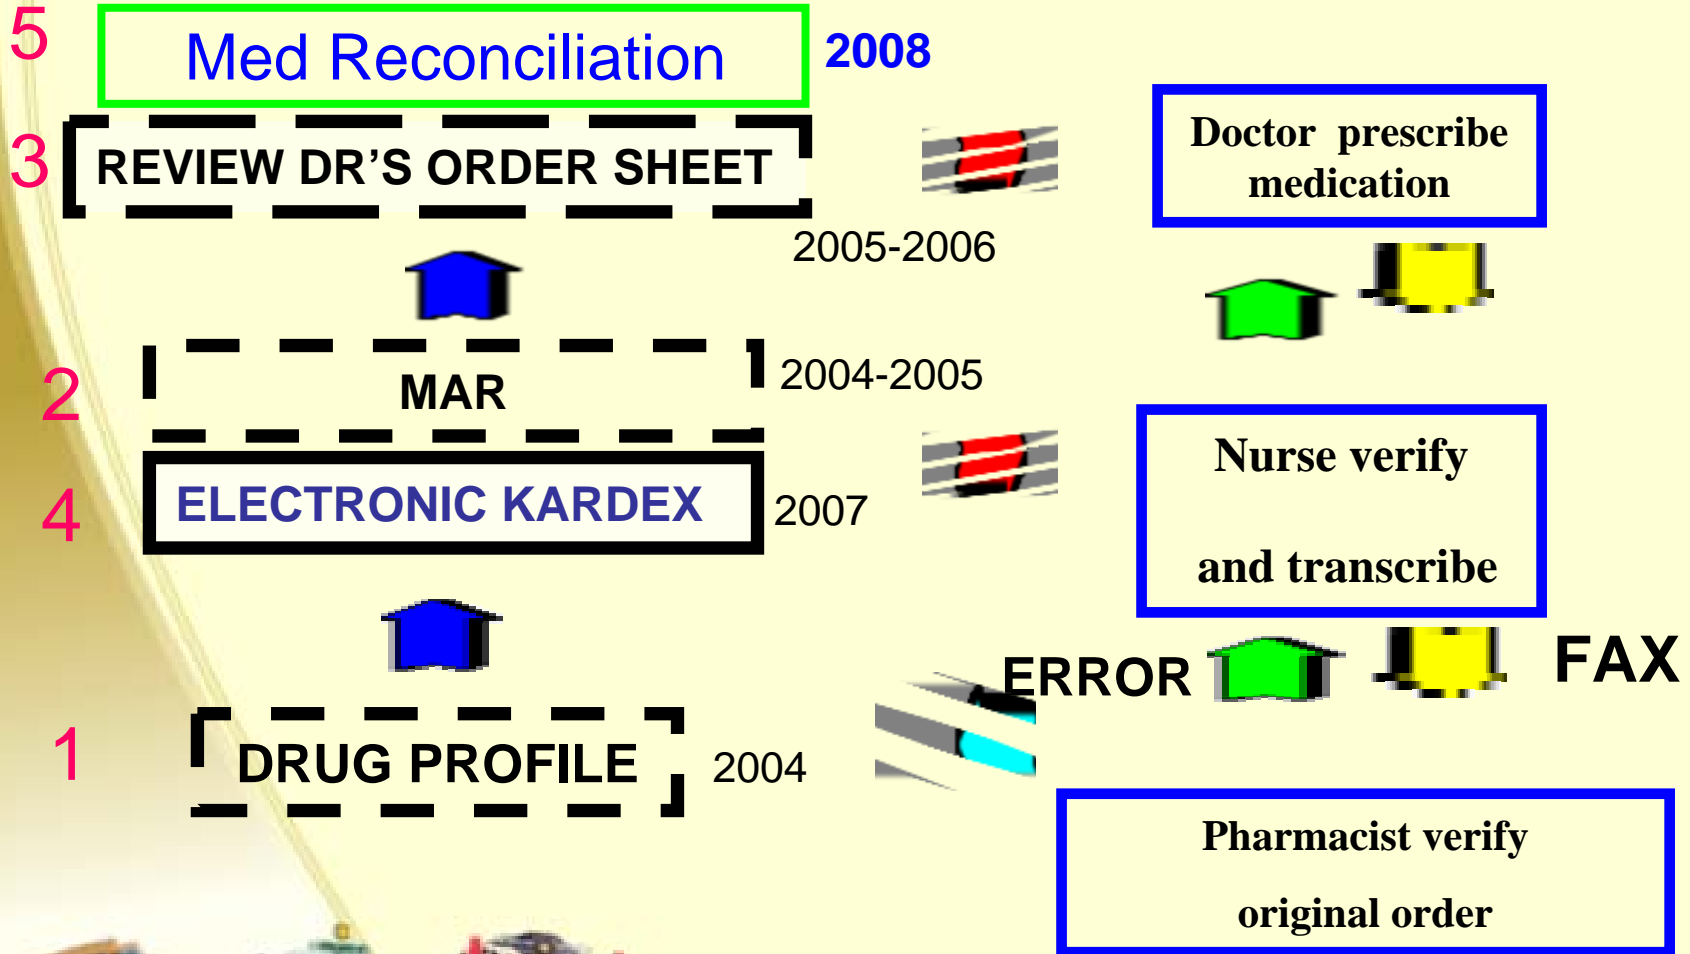 5
Med Reconciliation
2008
3
REVIEW DR’S ORDER SHEET
2005-2006
2
MAR
2004-2005
4
ELECTRONIC KARDEX
2007
1
DRUG PROFILE
2004
Doctor prescribe
medication
Nurse verify
and transcribe
ERROR
FAX
Pharmacist verify
original order